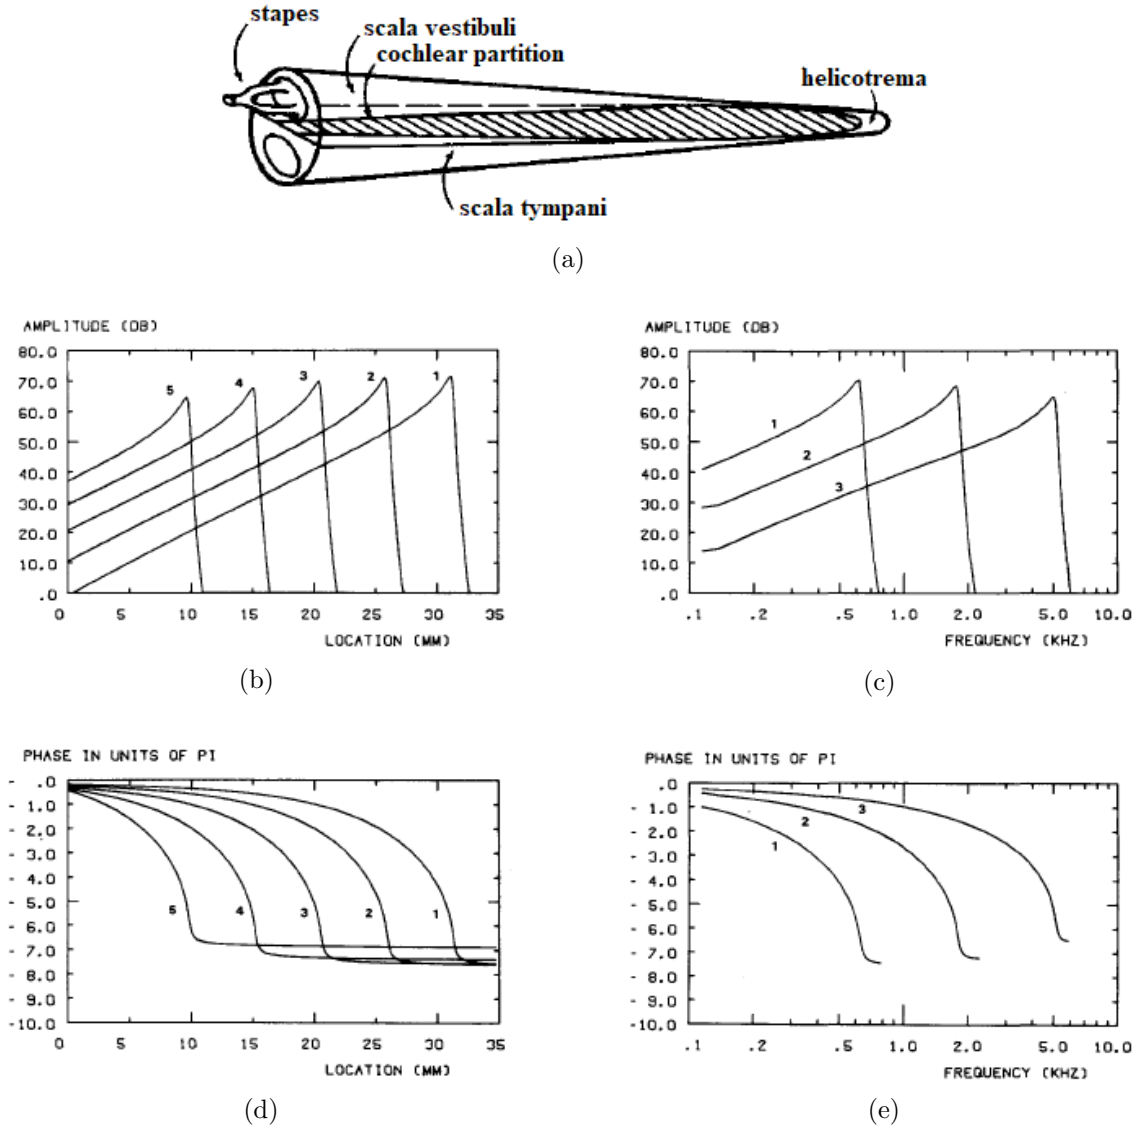 stapes
scala vestibuli
cochlear partition
helicotrema
scala tympani
(a)
AMPLITUDE (DB)
80.0
70.0
60.0
50.0
40.0
30.0
20.0
10.0
.0
5
4
3
2
1
0 5 10 15 20 25 30 35
LOCATION (MM)
(b)
AMPLITUDE (DB)
80.0
70.0
60.0
50.0
40.0
30.0
20.0
10.0
.0
1
2
3
.1 .2 .5 1.0 2.0 5.0 10.0
FREQUENCY (KHZ)
(c)
PHASE IN UNITS OF PI
- .0
- 1.0
- 2.0
- 3.0
- 4.0
- 5.0
- 6.0
- 7.0
- 8.0
- 9.0
-10.0
5 4 3 2 1
0 5 10 15 20 25 30 35
LOCATION (MM)
(d)
PHASE IN UNITS OF PI
- .0
- 1.0
- 2.0
- 3.0
- 4.0
- 5.0
- 6.0
- 7.0
- 8.0
- 9.0
-10.0
3
2
1
.1 .2 .5 1.0 2.0 5.0 10.0
FREQUENCY (KHZ)
(e)